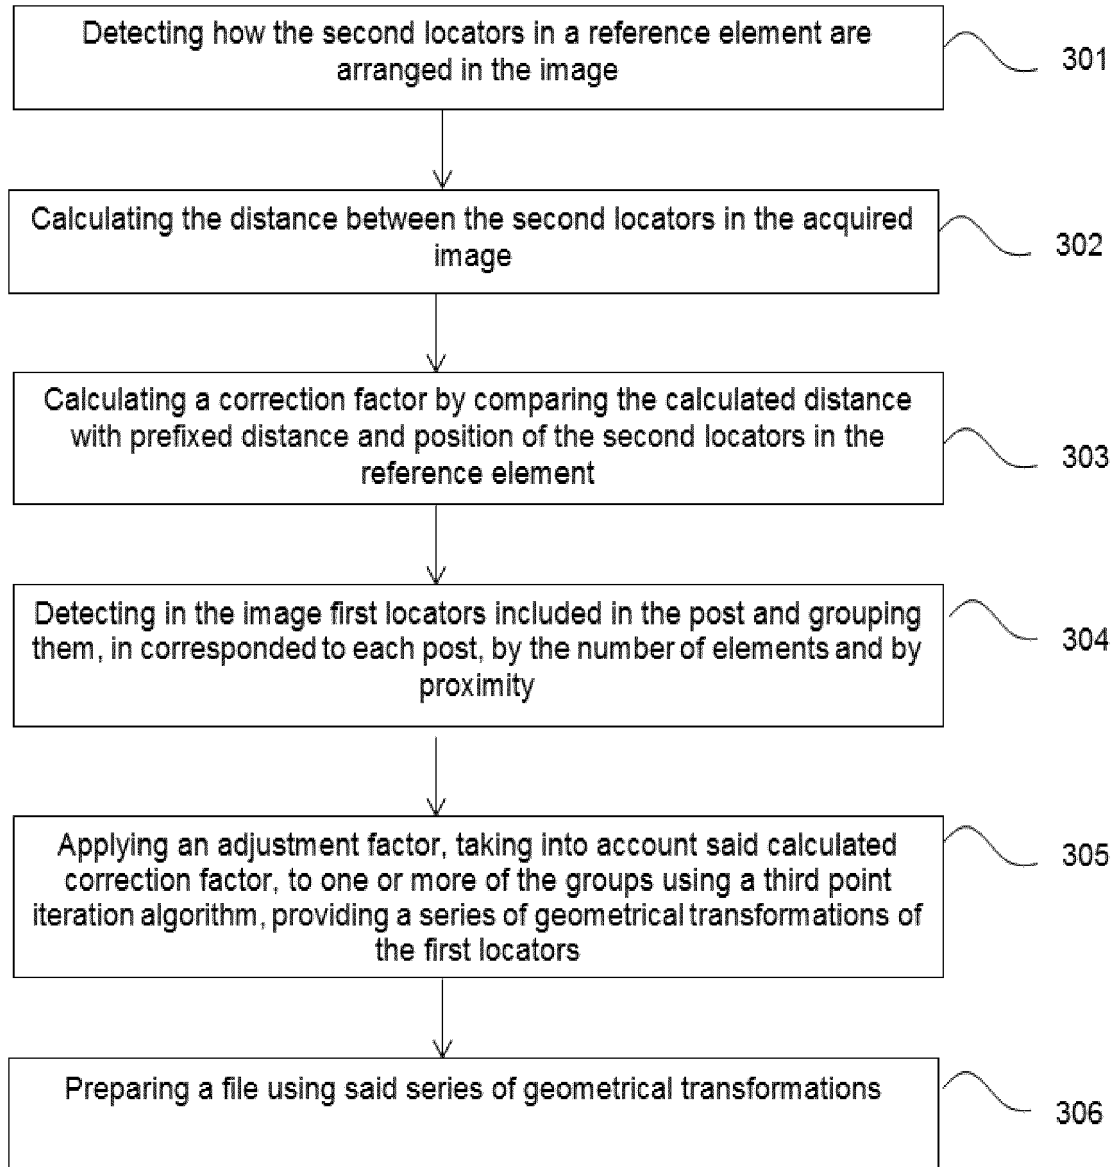 Detecting how the second locators in a reference element are
arranged in the image
301
Calculating the distance between the second locators in the acquired
image
302
Calculating a correction factor by comparing the calculated distance
with prefixed distance and position of the second locators in the
reference element
303
Detecting in the image first locators included in the post and grouping
them, in corresponded to each post, by the number of elements and by
proximity
304
Applying an adjustment factor, taking into account said calculated
correction factor, to one or more of the groups using a third point
iteration algorithm, providing a series of geometrical transformations of
the first locators
305
Preparing a file using said series of geometrical transformations
306